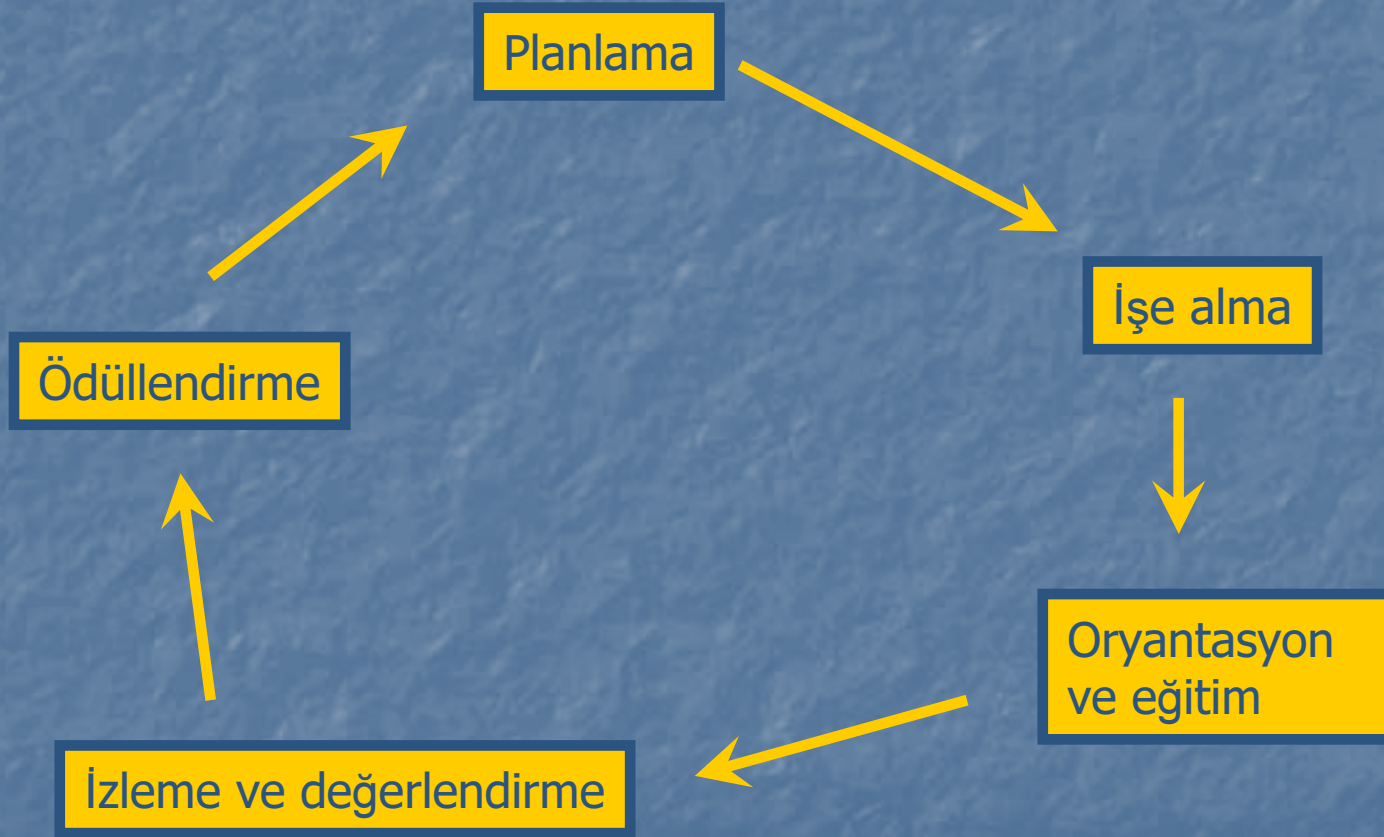 Planlama
İşe alma
Ödüllendirme
Oryantasyon
ve eğitim
İzleme ve değerlendirme